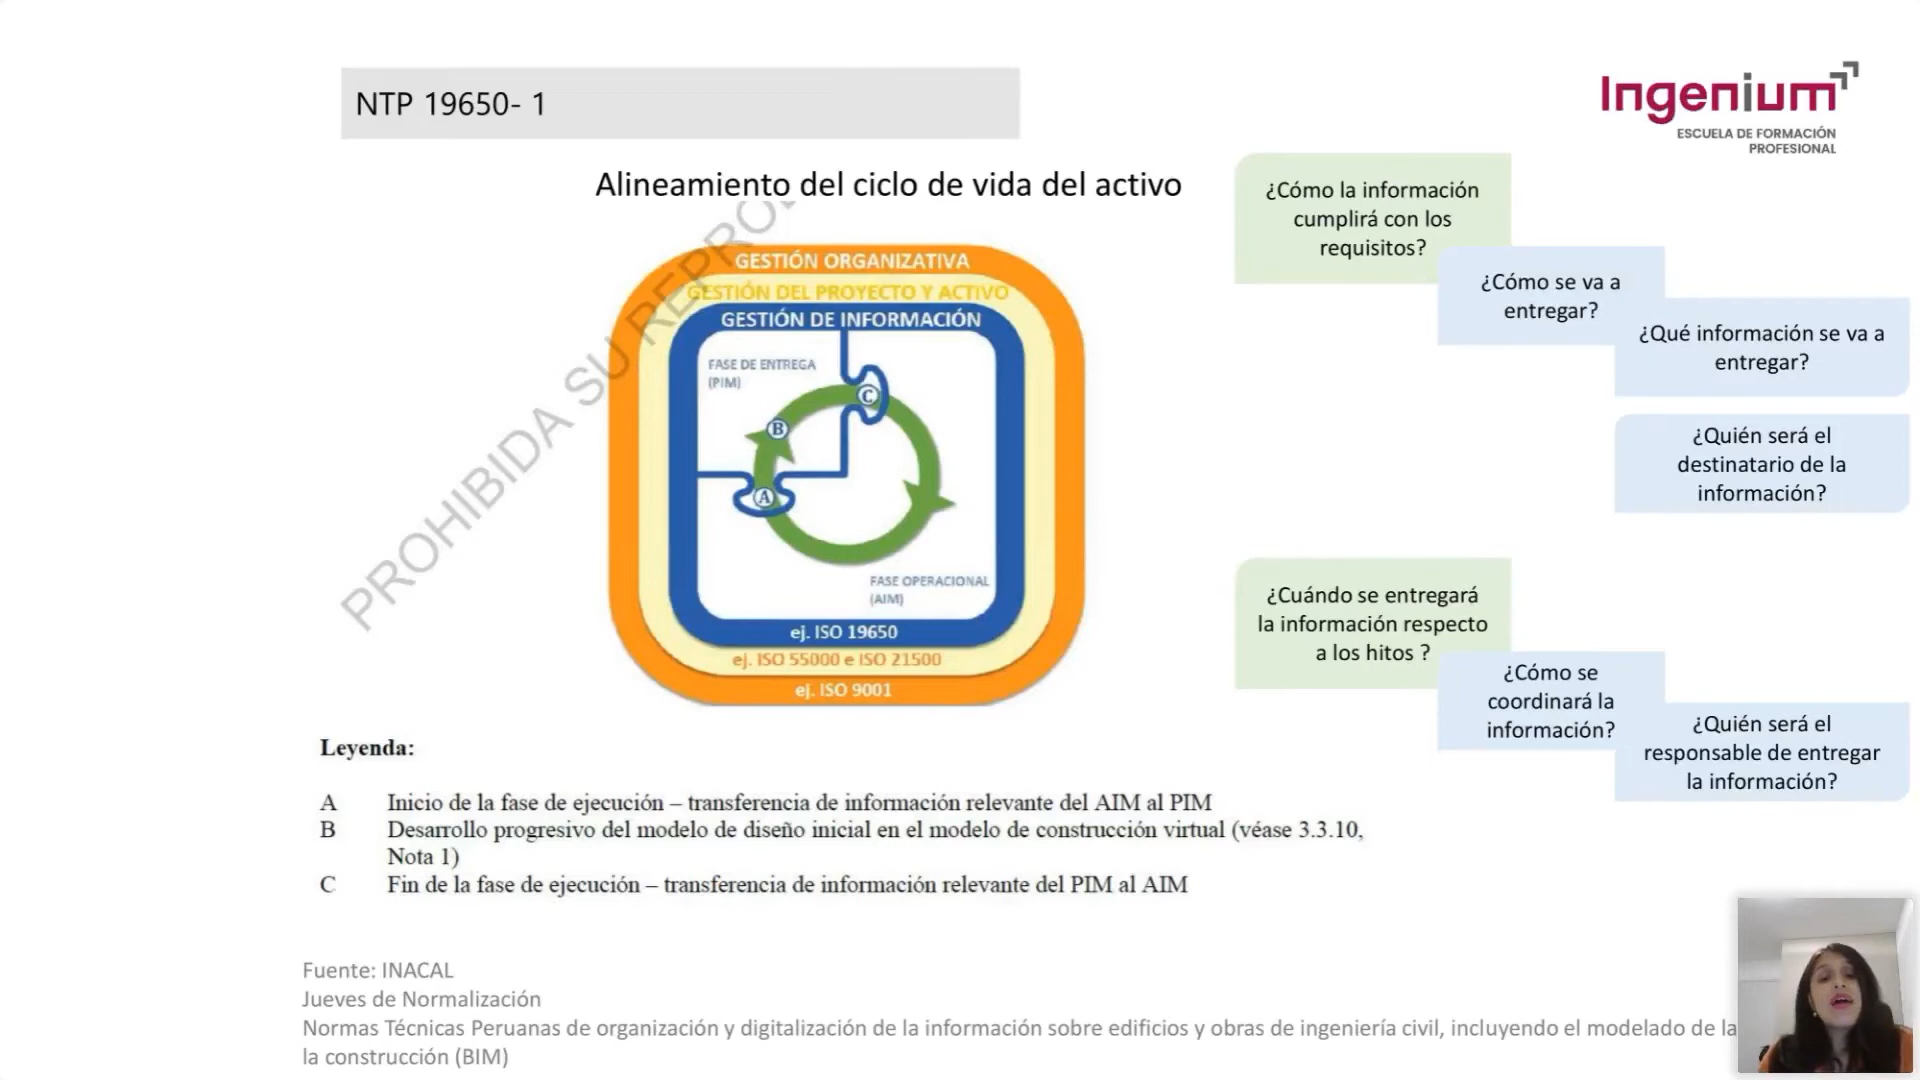 NTP 19650- 1
Ingenium
ESCUELA DE FORMACIÓN
PROFESIONAL
Alineamiento del ciclo de vida del activo
PROHIBIDA SU REPRO
GESTIÓN ORGANIZATIVA
GESTIÓN DEL PROYECTO Y ACTIVO
GESTIÓN DE INFORMACIÓN
FASE DE ENTREGA
(PIM)
C
B
A
FASE OPERACIONAL
(AIM)
ej. ISO 19650
ej. ISO 55000 e ISO 21500
ej. ISO 9001
¿Cómo la información
cumplirá con los
requisitos?
¿Cómo se va a
entregar?
¿Qué información se va a
entregar?
¿Quién será el
destinatario de la
información?
¿Cuándo se entregará
la información respecto
a los hitos ?
¿Cómo se
coordinará la
información?
¿Quién será el
responsable de entregar
la información?
Leyenda:
A Inicio de la fase de ejecución – transferencia de información relevante del AIM al PIM
B Desarrollo progresivo del modelo de diseño inicial en el modelo de construcción virtual (véase 3.3.10,
Nota 1)
C Fin de la fase de ejecución – transferencia de información relevante del PIM al AIM
Fuente: INACAL
Jueves de Normalización
Normas Técnicas Peruanas de organización y digitalización de la información sobre edificios y obras de ingeniería civil, incluyendo el modelado de la
la construcción (BIM)